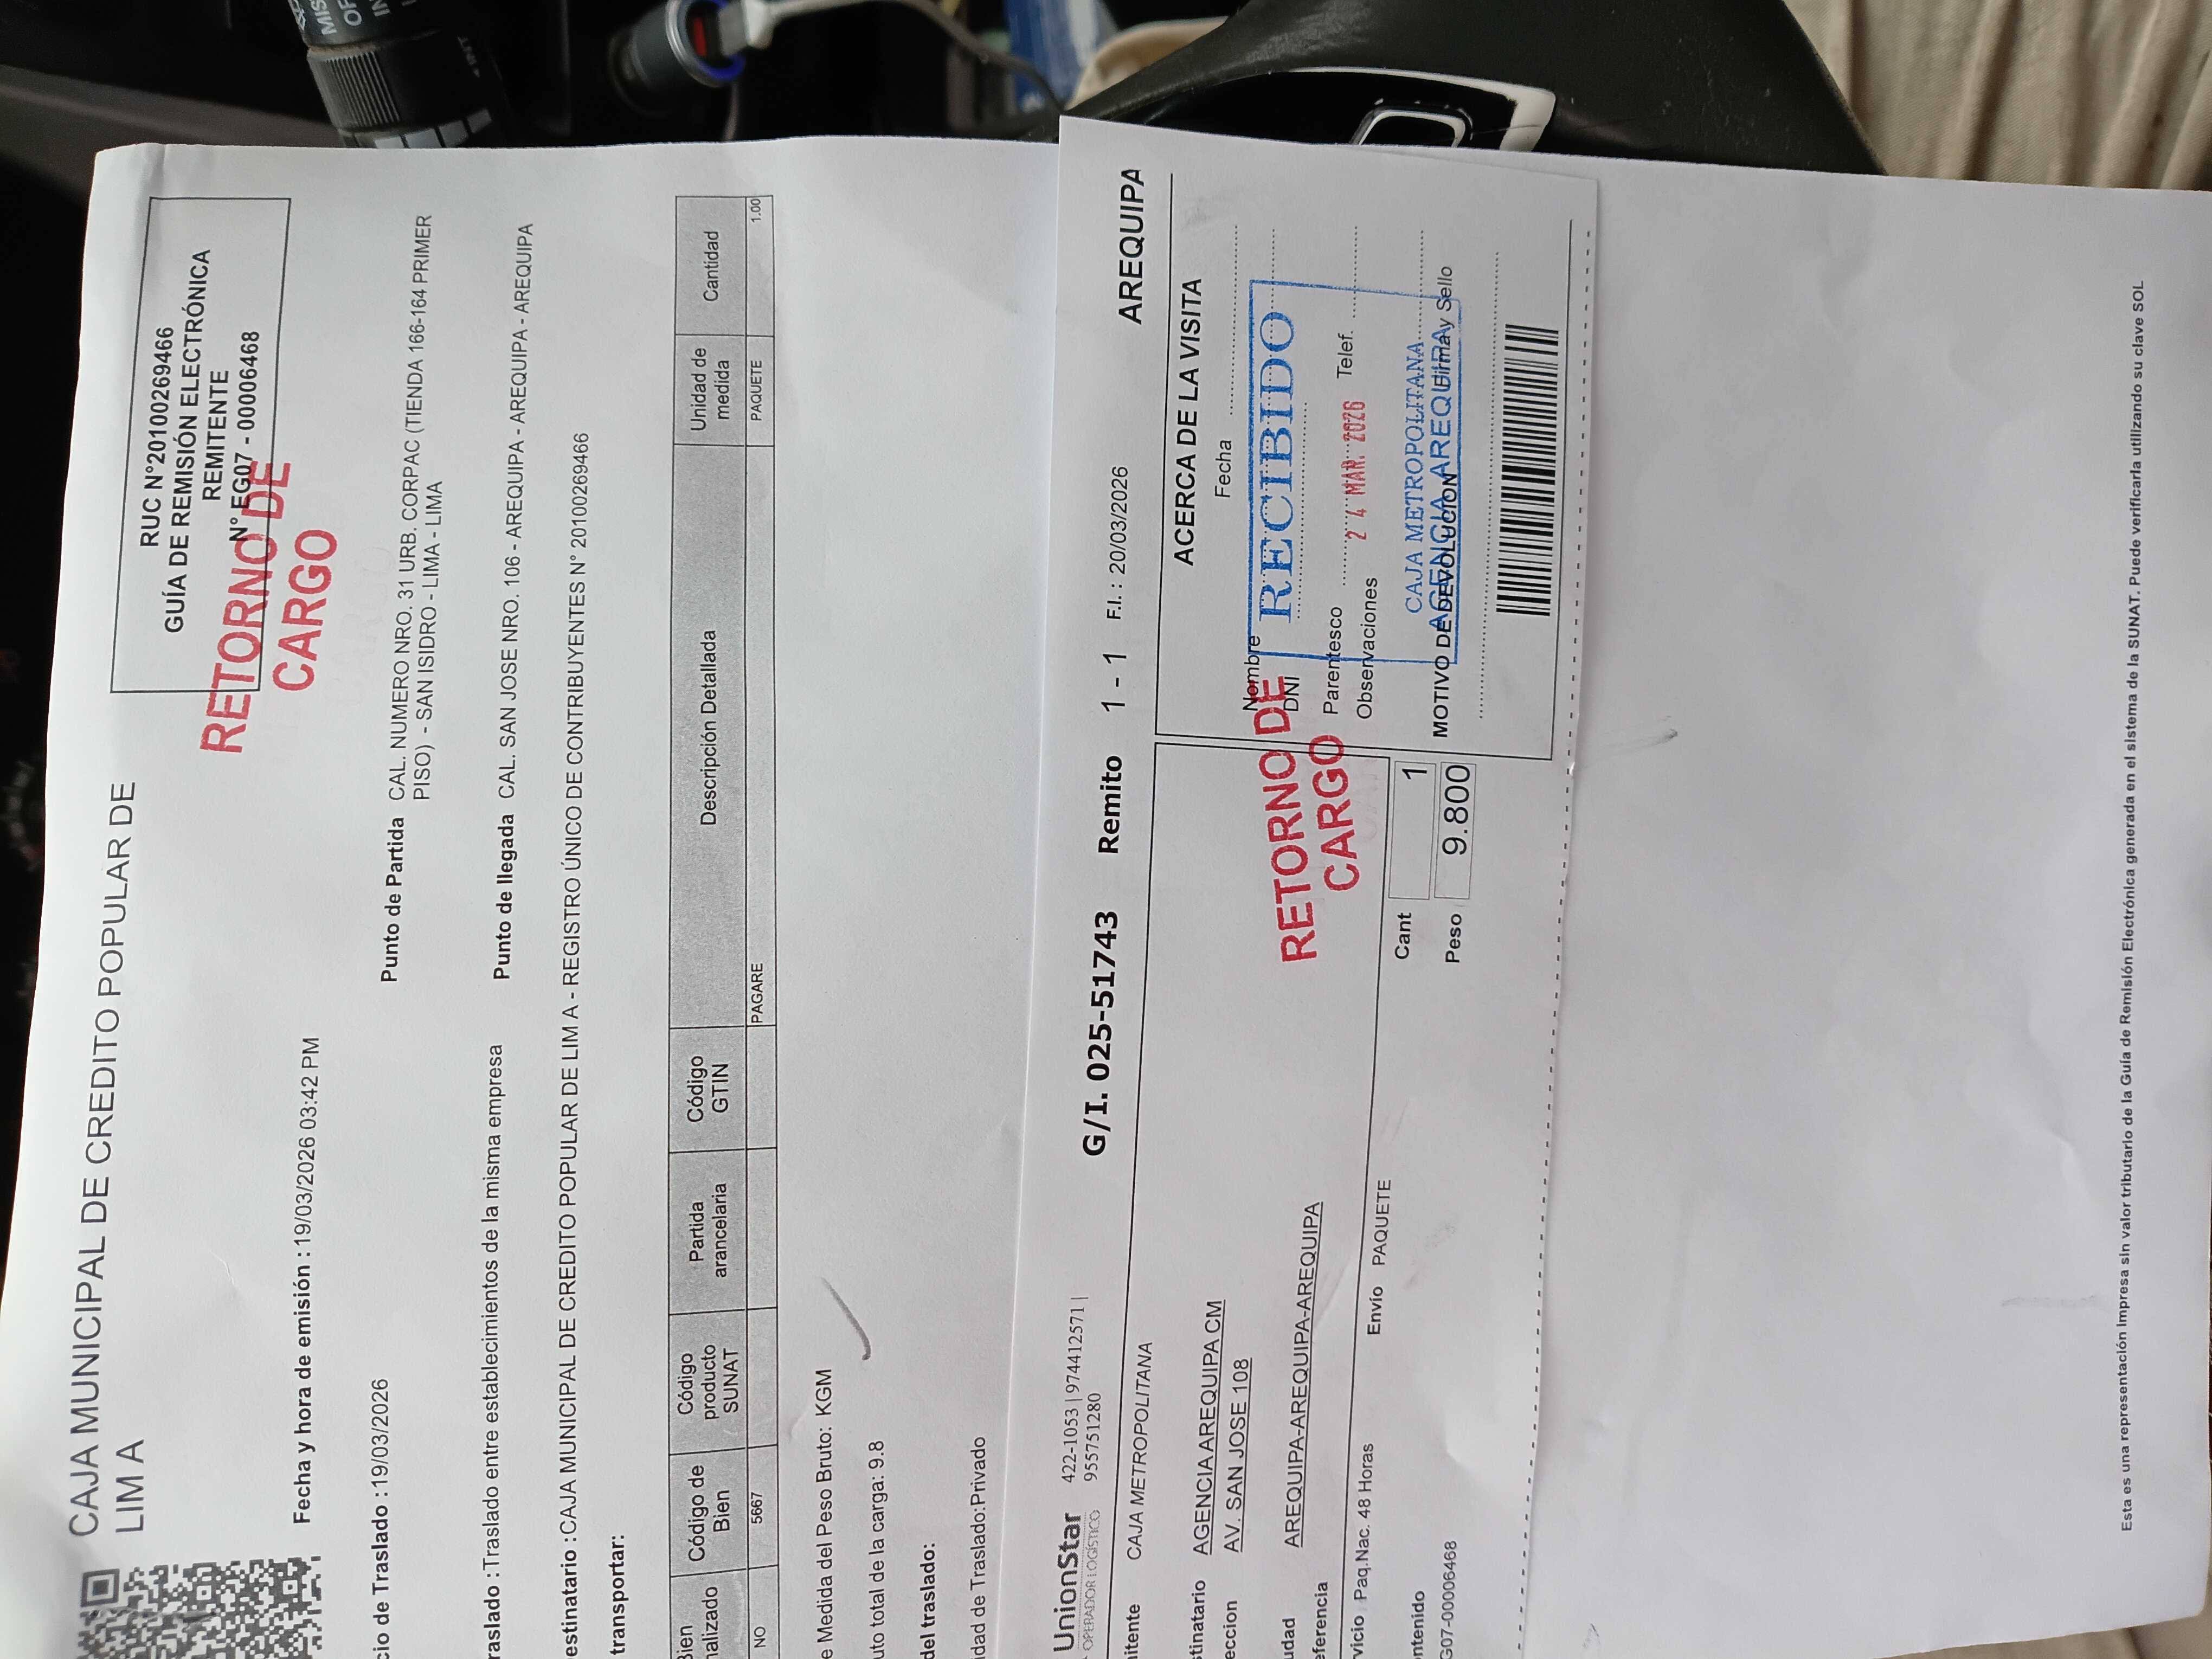 CAJA MUNICIPAL DE CREDITO POPULAR DE
LIM A
RUC N°20100269466
GUÍA DE REMISIÓN ELECTRÓNICA
REMITENTE
N° EG07 - 00006468
RETORNO DE
CARGO
Fecha y hora de emisión : 19/03/2026 03:42 PM
cio de Traslado : 19/03/2026
Punto de Partida CAL. NUMERO NRO. 31 URB. CORPAC (TIENDA 166-164 PRIMER
PISO) - SAN ISIDRO - LIMA - LIMA
raslado : Traslado entre establecimientos de la misma empresa
Punto de llegada CAL. SAN JOSE NRO. 106 - AREQUIPA - AREQUIPA - AREQUIPA
estinatario : CAJA MUNICIPAL DE CREDITO POPULAR DE LIM A - REGISTRO ÚNICO DE CONTRIBUYENTES N° 20100269466
transportar:
Bien
nalizado
Código de
Bien
Código
producto
SUNAT
Partida
arancelaria
Código
GTIN
Descripción Detallada
Unidad de
medida
Cantidad
NO 5667 PAGARE PAQUETE 1.00
e Medida del Peso Bruto: KGM
uto total de la carga: 9.8
del traslado:
idad de Traslado:Privado
UnionStar
OPERADOR LOGÍSTICO
422-1053 | 974412571 |
955751280
G/I. 025-51743 Remito 1 - 1 F.I.: 20/03/2026 AREQUIPA
itente CAJA METROPOLITANA
stinatario AGENCIA AREQUIPA CM
eccion AV. SAN JOSE 108
udad AREQUIPA-AREQUIPA-AREQUIPA
eferencia
vicio Paq.Nac. 48 Horas Envío PAQUETE
ntenido
G07-00006468
Cant 1
Peso 9.800
RETORNO DE
CARGO
ACERCA DE LA VISITA
Fecha
Nombre
DNI
Parentesco Telef.
Observaciones
MOTIVO DE DEVOLUCION Firma y Sello
RECIBIDO
24 MAR. 2026
CAJA METROPOLITANA
AGENCIA AREQUIPA
Esta es una representación impresa sin valor tributario de la Guía de Remisión Electrónica generada en el sistema de la SUNAT. Puede verificarla utilizando su clave SOL